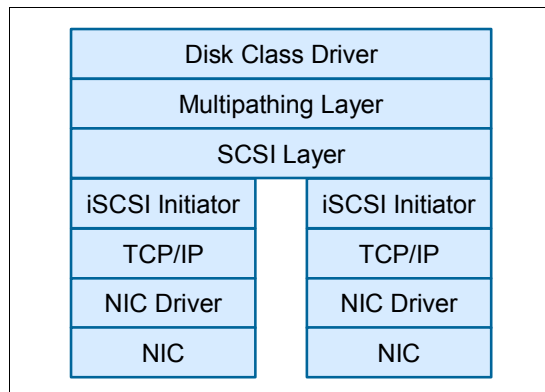 Disk Class Driver
Multipathing Layer
SCSI Layer
iSCSI Initiator
iSCSI Initiator
TCP/IP
TCP/IP
NIC Driver
NIC Driver
NIC
NIC